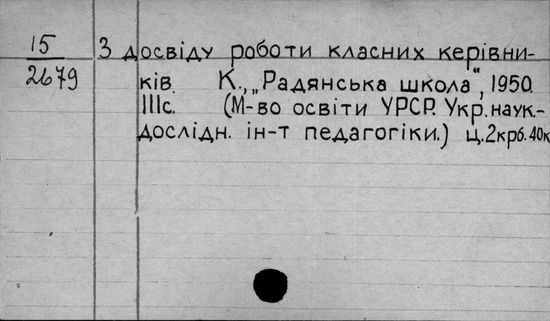 15 З досвіду роботи класних керівни-
2679 ків. К., „Радянська школа“, 1950.
111с. (М-во освіти УРСР. Укр. наук.-
дослідн. ін-т педагогіки.) ц. 2крб. 40к